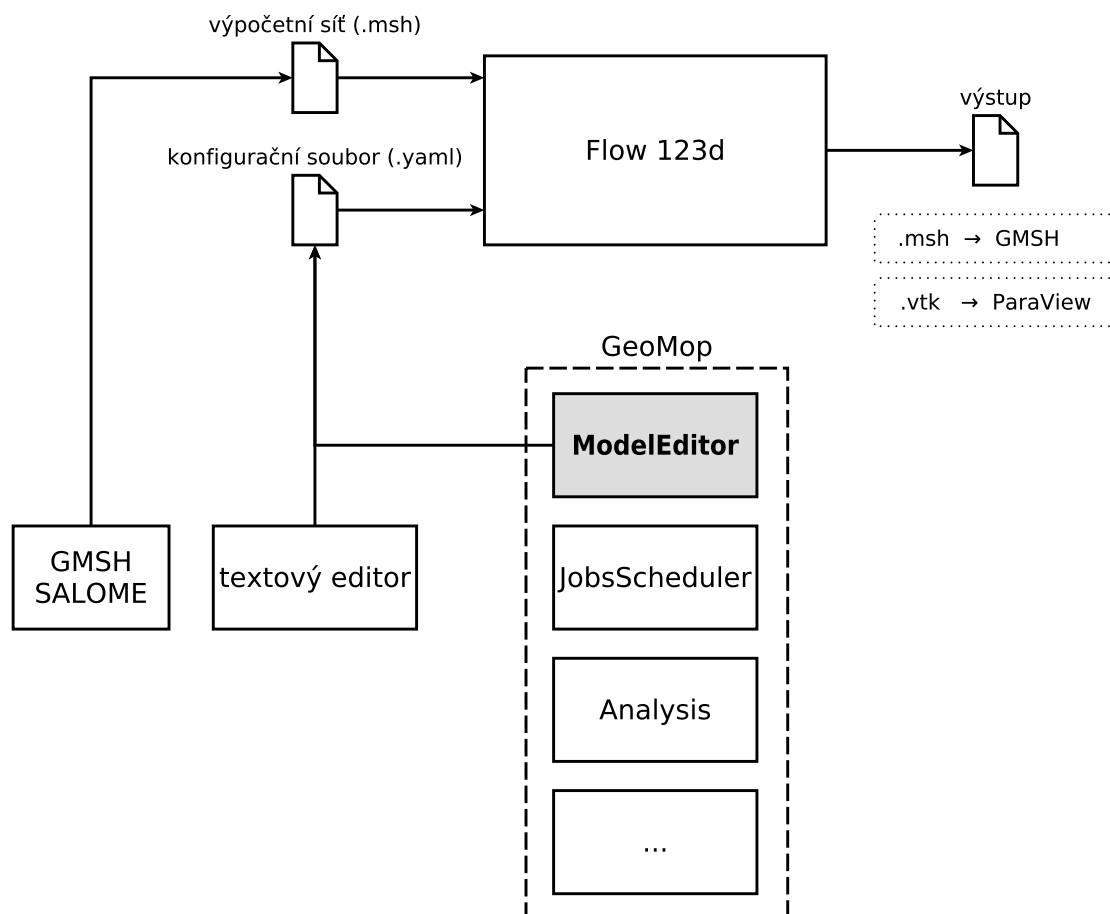 výpočetní síť (.msh)
konfigurační soubor (.yaml)
Flow 123d
výstup
.msh → GMSH
.vtk → ParaView
GeoMop
ModelEditor
GMSH
SALOME
textový editor
JobsScheduler
Analysis
...